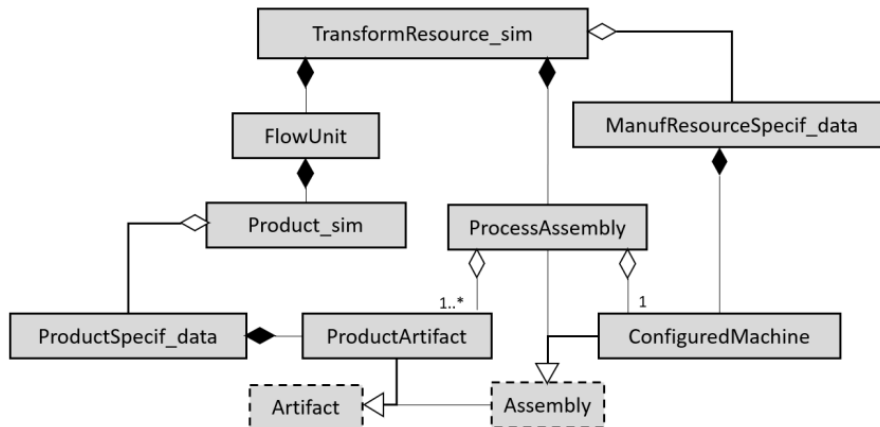 TransformResource_sim
FlowUnit
ManufResourceSpecif_data
Product_sim
ProcessAssembly
1..*
1
ProductSpecif_data
ProductArtifact
ConfiguredMachine
Artifact
Assembly